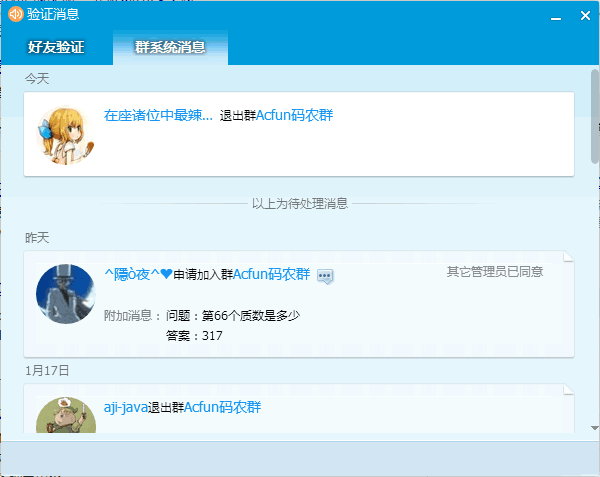 验证消息
好友验证
群系统消息
今天
在座诸位中最辣... 退出群Acfun码农群
以上为待处理消息
昨天
^隱ò夜^❤申请加入群Acfun码农群
其它管理员已同意
附加消息：问题：第66个质数是多少
答案：317
1月17日
aji-java退出群Acfun码农群